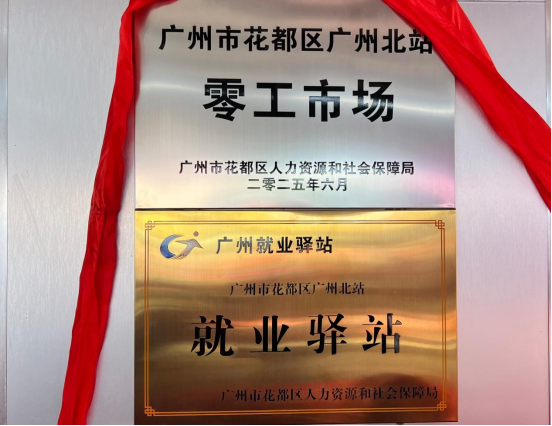 广州市花都区广州北站
零工市场
广州市花都区人力资源和社会保障局
二零二五年六月
广州就业驿站
广州市花都区广州北站
就业驿站
广州市花都区人力资源和社会保障局